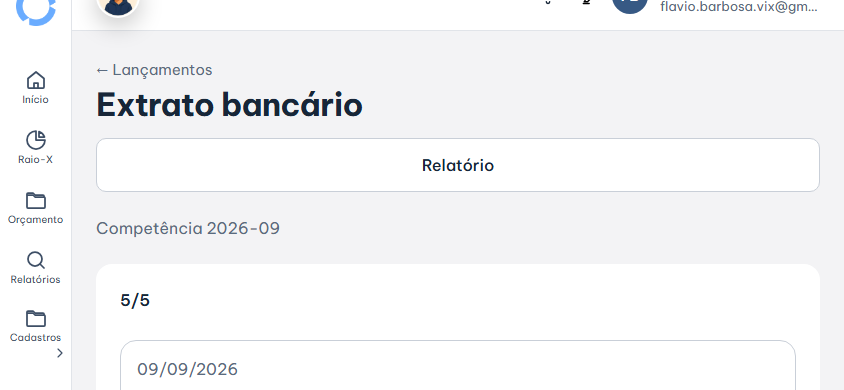 flavio.barbosa.vix@gm...
← Lançamentos
Extrato bancário
Início
Relatório
Raio-X
Orçamento
Competência 2026-09
Relatórios
5/5
Cadastros
09/09/2026